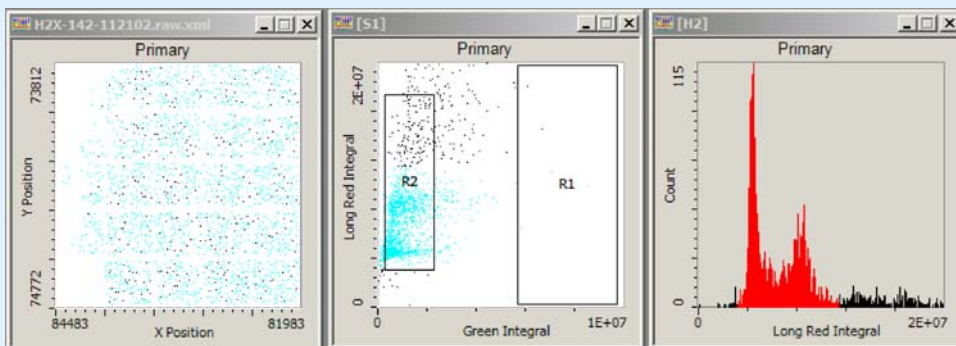 H2X-142-112102.raw.xml
Primary
73812
Y Position
74772
84483
81983
X Position
[S1]
Primary
2E+07
Long Red Integral
0
R2
R1
0
1E+07
Green Integral
[H2]
Primary
115
Count
0
0
2E+07
Long Red Integral